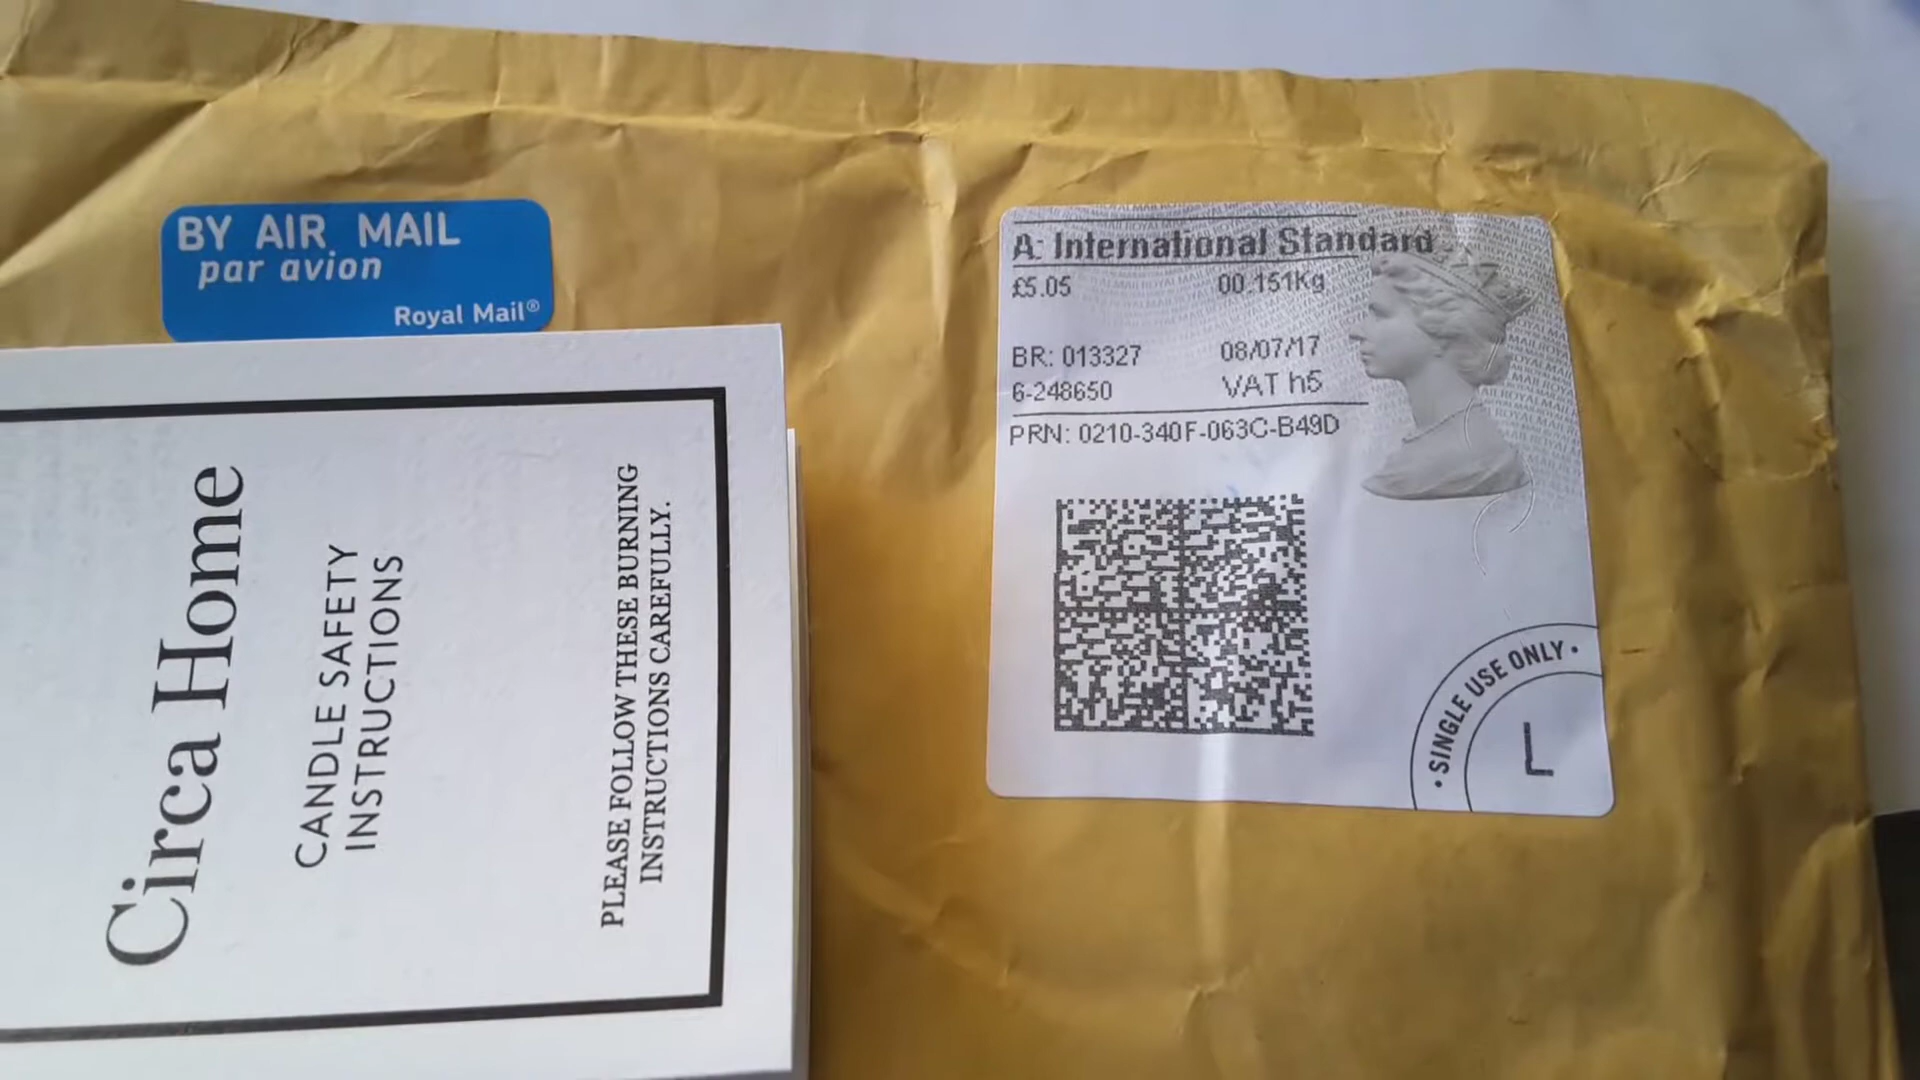 BY AIR MAIL
par avion
Royal Mail®
A: International Standard
£5.05 00.151Kg
BR: 013327 08/07/17
6-248650 VAT h5
PRN: 0210-340F-063C-B49D
• SINGLE USE ONLY •
L
Circa Home
CANDLE SAFETY
INSTRUCTIONS
PLEASE FOLLOW THESE BURNING
INSTRUCTIONS CAREFULLY.